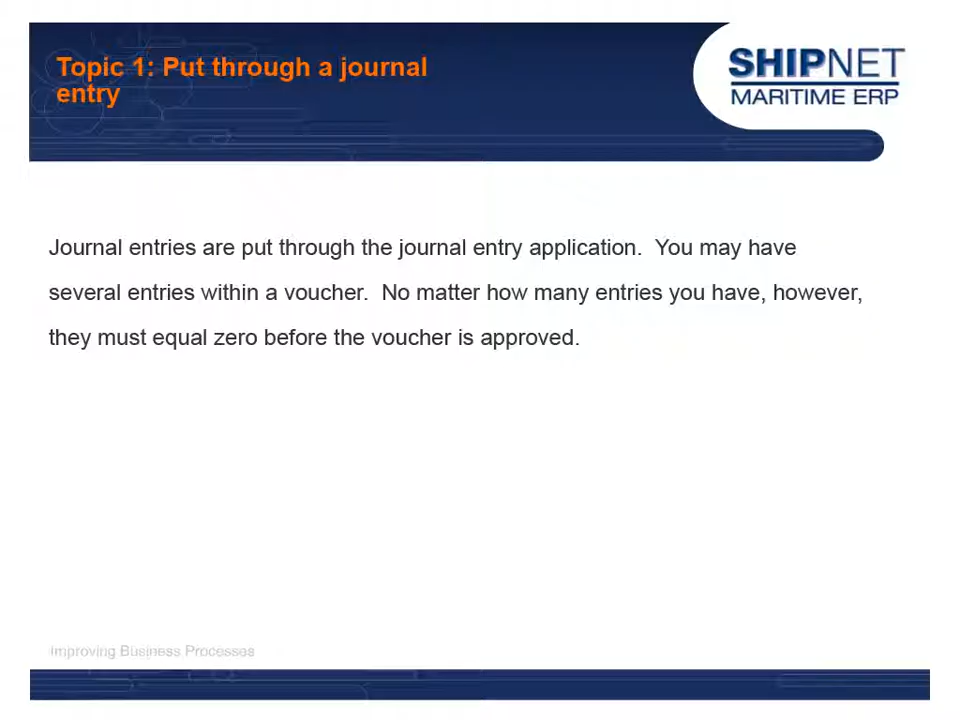 Topic 1: Put through a journal
entry
SHIPNET
MARITIME ERP
Journal entries are put through the journal entry application.  You may have
several entries within a voucher.  No matter how many entries you have, however,
they must equal zero before the voucher is approved.
Improving Business Processes